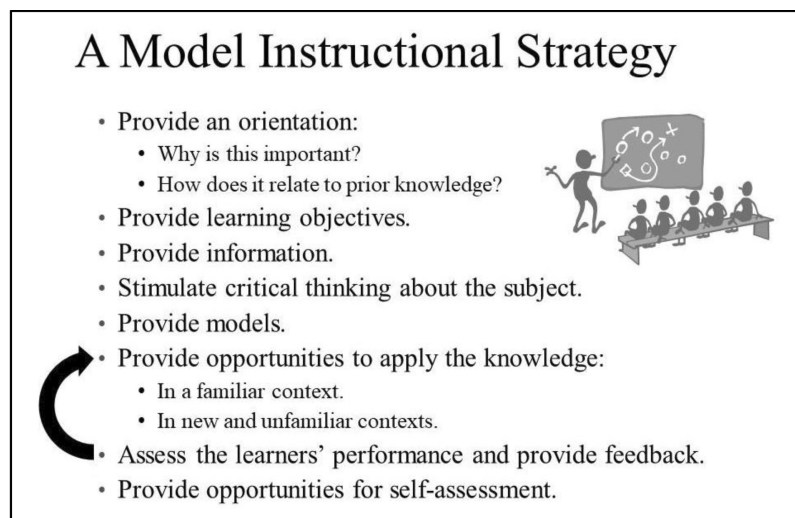 A Model Instructional Strategy
• Provide an orientation:
• Why is this important?
• How does it relate to prior knowledge?
• Provide learning objectives.
• Provide information.
• Stimulate critical thinking about the subject.
• Provide models.
• Provide opportunities to apply the knowledge:
• In a familiar context.
• In new and unfamiliar contexts.
• Assess the learners’ performance and provide feedback.
• Provide opportunities for self-assessment.